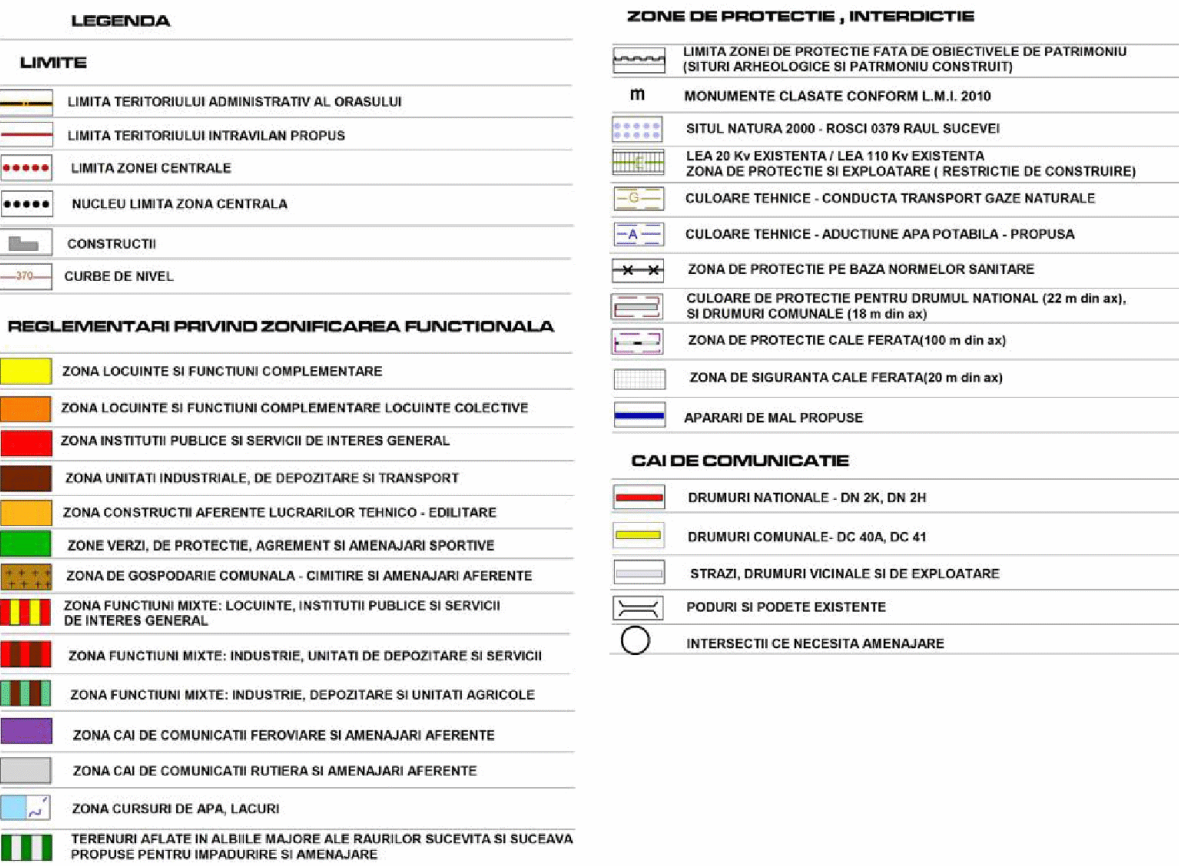 LEGENDA
LIMITE
LIMITA TERITORIULUI ADMINISTRATIV AL ORASULUI
LIMITA TERITORIULUI INTRAVILAN PROPUS
LIMITA ZONEI CENTRALE
NUCLEU LIMITA ZONA CENTRALA
CONSTRUCTII
370
CURBE DE NIVEL
REGLEMENTARI PRIVIND ZONIFICAREA FUNCTIONALA
ZONA LOCUINTE SI FUNCTIUNI COMPLEMENTARE
ZONA LOCUINTE SI FUNCTIUNI COMPLEMENTARE LOCUINTE COLECTIVE
ZONA INSTITUTII PUBLICE SI SERVICII DE INTERES GENERAL
ZONA UNITATI INDUSTRIALE, DE DEPOZITARE SI TRANSPORT
ZONA CONSTRUCTII AFERENTE LUCRARILOR TEHNICO - EDILITARE
ZONE VERZI, DE PROTECTIE, AGREMENT SI AMENAJARI SPORTIVE
ZONA DE GOSPODARIE COMUNALA - CIMITIRE SI AMENAJARI AFERENTE
ZONA FUNCTIUNI MIXTE: LOCUINTE, INSTITUTII PUBLICE SI SERVICII
DE INTERES GENERAL
ZONA FUNCTIUNI MIXTE: INDUSTRIE, UNITATI DE DEPOZITARE SI SERVICII
ZONA FUNCTIUNI MIXTE: INDUSTRIE, DEPOZITARE SI UNITATI AGRICOLE
ZONA CAI DE COMUNICATII FEROVIARE SI AMENAJARI AFERENTE
ZONA CAI DE COMUNICATII RUTIERA SI AMENAJARI AFERENTE
ZONA CURSURI DE APA, LACURI
TERENURI AFLATE IN ALBIILE MAJORE ALE RAURILOR SUCEVITA SI SUCEAVA
PROPUSE PENTRU IMPADURIRE SI AMENAJARE
ZONE DE PROTECTIE , INTERDICTIE
LIMITA ZONEI DE PROTECTIE FATA DE OBIECTIVELE DE PATRIMONIU
(SITURI ARHEOLOGICE SI PATRMONIU CONSTRUIT)
m
MONUMENTE CLASATE CONFORM L.M.I. 2010
SITUL NATURA 2000 - ROSCI 0379 RAUL SUCEVEI
LEA 20 Kv EXISTENTA / LEA 110 Kv EXISTENTA
ZONA DE PROTECTIE SI EXPLOATARE ( RESTRICTIE DE CONSTRUIRE)
G
CULOARE TEHNICE - CONDUCTA TRANSPORT GAZE NATURALE
A
CULOARE TEHNICE - ADUCTIUNE APA POTABILA - PROPUSA
ZONA DE PROTECTIE PE BAZA NORMELOR SANITARE
CULOARE DE PROTECTIE PENTRU DRUMUL NATIONAL (22 m din ax),
SI DRUMURI COMUNALE (18 m din ax)
ZONA DE PROTECTIE CALE FERATA(100 m din ax)
ZONA DE SIGURANTA CALE FERATA(20 m din ax)
APARARI DE MAL PROPUSE
CAI DE COMUNICATIE
DRUMURI NATIONALE - DN 2K, DN 2H
DRUMURI COMUNALE- DC 40A, DC 41
STRAZI, DRUMURI VICINALE SI DE EXPLOATARE
PODURI SI PODETE EXISTENTE
INTERSECTII CE NECESITA AMENAJARE